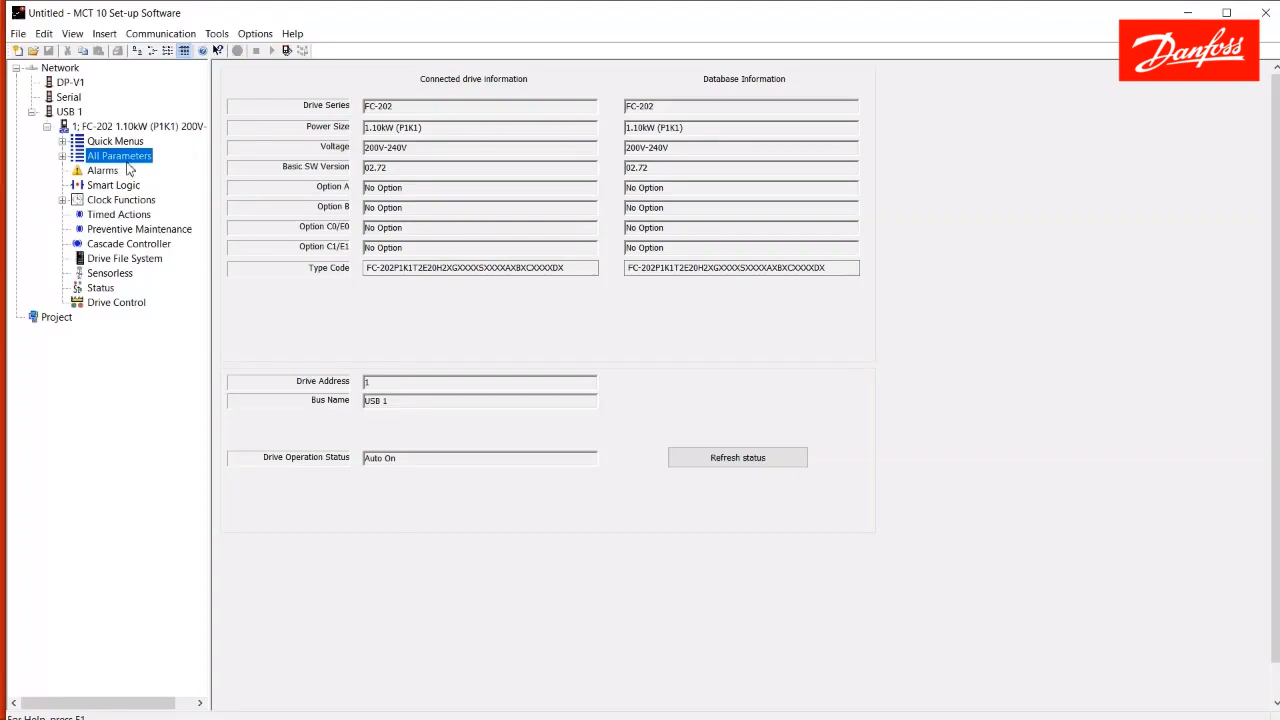 Untitled - MCT 10 Set-up Software
File Edit View Insert Communication Tools Options Help
Danfoss
Network
DP-V1
Serial
USB 1
1; FC-202 1.10kW (P1K1) 200V-
Quick Menus
All Parameters
Alarms
Smart Logic
Clock Functions
Timed Actions
Preventive Maintenance
Cascade Controller
Drive File System
Sensorless
Status
Drive Control
Project
Connected drive information Database Information
Drive Series FC-202 FC-202
Power Size 1.10kW (P1K1) 1.10kW (P1K1)
Voltage 200V-240V 200V-240V
Basic SW Version 02.72 02.72
Option A No Option No Option
Option B No Option No Option
Option C0/E0 No Option No Option
Option C1/E1 No Option No Option
Type Code FC-202P1K1T2E20H2XGXXXXSXXXXAXBXCXXXXDX FC-202P1K1T2E20H2XGXXXXSXXXXAXBXCXXXXDX
Drive Address 1
Bus Name USB 1
Drive Operation Status Auto On Refresh status
For Help, press F1